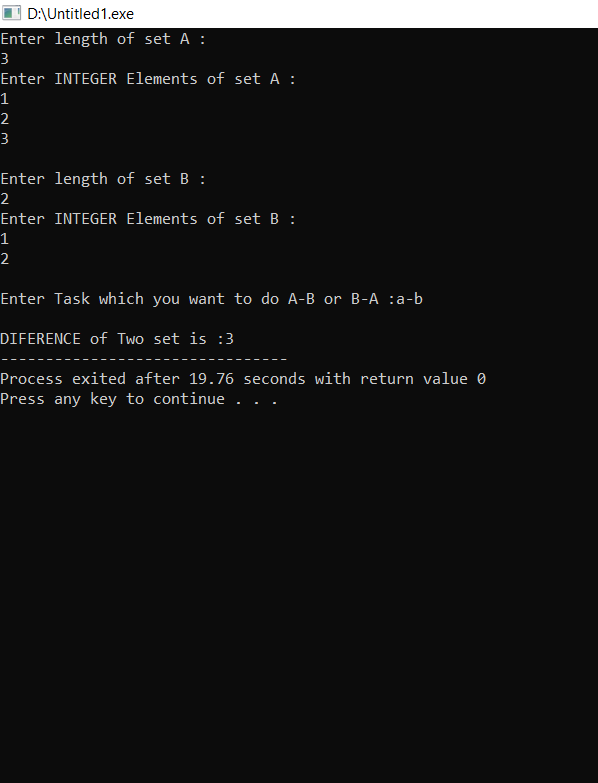 D:\Untitled1.exe
Enter length of set A :
3
Enter INTEGER Elements of set A :
1
2
3
Enter length of set B :
2
Enter INTEGER Elements of set B :
1
2
Enter Task which you want to do A-B or B-A :a-b
DIFERENCE of Two set is :3
--------------------------------
Process exited after 19.76 seconds with return value 0
Press any key to continue . . .